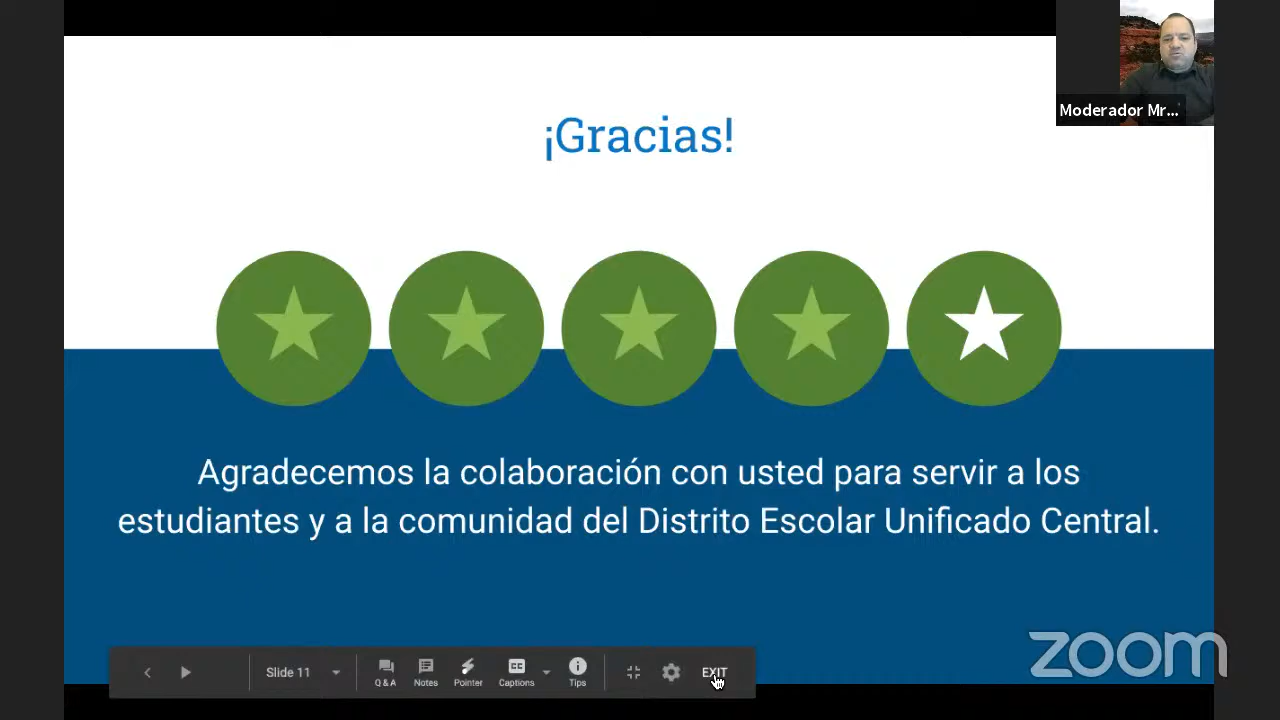 ¡Gracias!
Moderador Mr...
Agradecemos la colaboración con usted para servir a los
estudiantes y a la comunidad del Distrito Escolar Unificado Central.
Slide 11
Q & A
Notes
Pointer
CC
Captions
Tips
EXIT
zoom